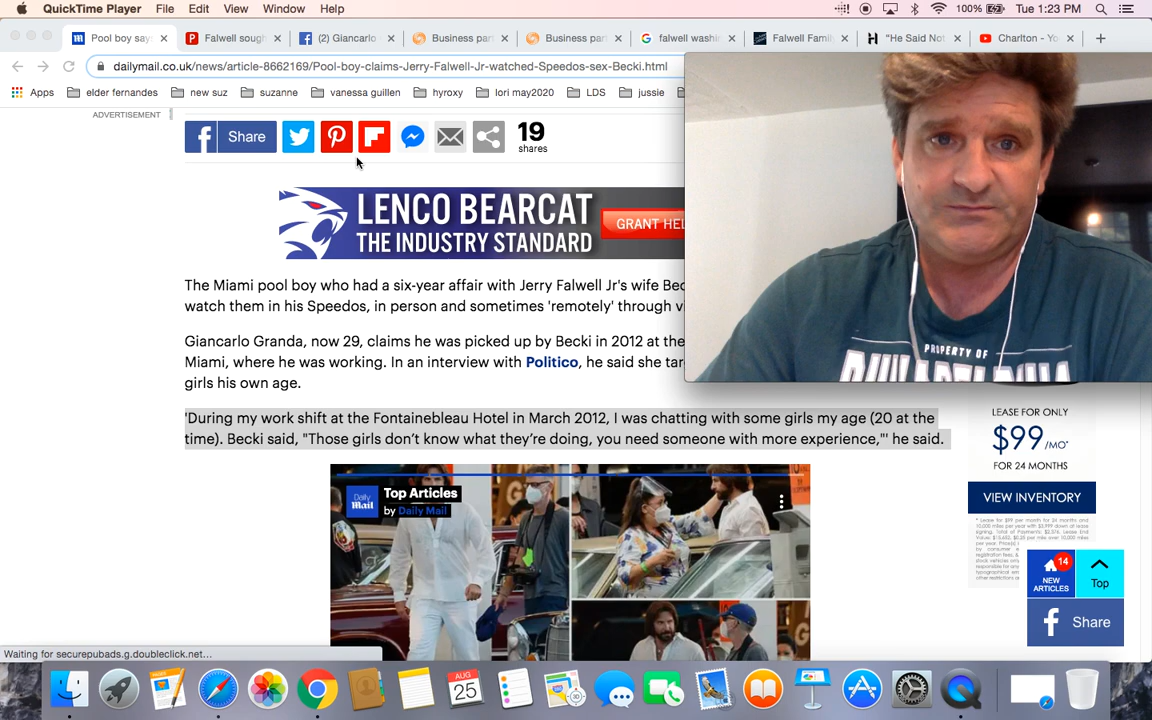 QuickTime Player File Edit View Window Help 100% Tue 1:23 PM
Pool boy say Falwell sough (2) Giancarlo Business par Business par falwell washi Falwell Famil "He Said Not Charlton - Yo
dailymail.co.uk/news/article-8662169/Pool-boy-claims-Jerry-Falwell-Jr-watched-Speedos-sex-Becki.html
Apps elder fernandes new suz suzanne vanessa guillen hyroxy lori may2020 LDS jussie
ADVERTISEMENT
Share 19
shares
LENCO BEARCAT
THE INDUSTRY STANDARD
GRANT HEL
The Miami pool boy who had a six-year affair with Jerry Falwell Jr's wife Bec
watch them in his Speedos, in person and sometimes 'remotely' through vi
Giancarlo Granda, now 29, claims he was picked up by Becki in 2012 at the
Miami, where he was working. In an interview with Politico, he said she tar
girls his own age.
'During my work shift at the Fontainebleau Hotel in March 2012, I was chatting with some girls my age (20 at the
time). Becki said, "Those girls don't know what they're doing, you need someone with more experience,"' he said.
PROPERTY OF
PHILADELPHIA
LEASE FOR ONLY
$99/MO*
FOR 24 MONTHS
VIEW INVENTORY
Daily Mail
Top Articles
by Daily Mail
14
NEW
ARTICLES
Top
Share
Waiting for securepubads.g.doubleclick.net...
AUG
25